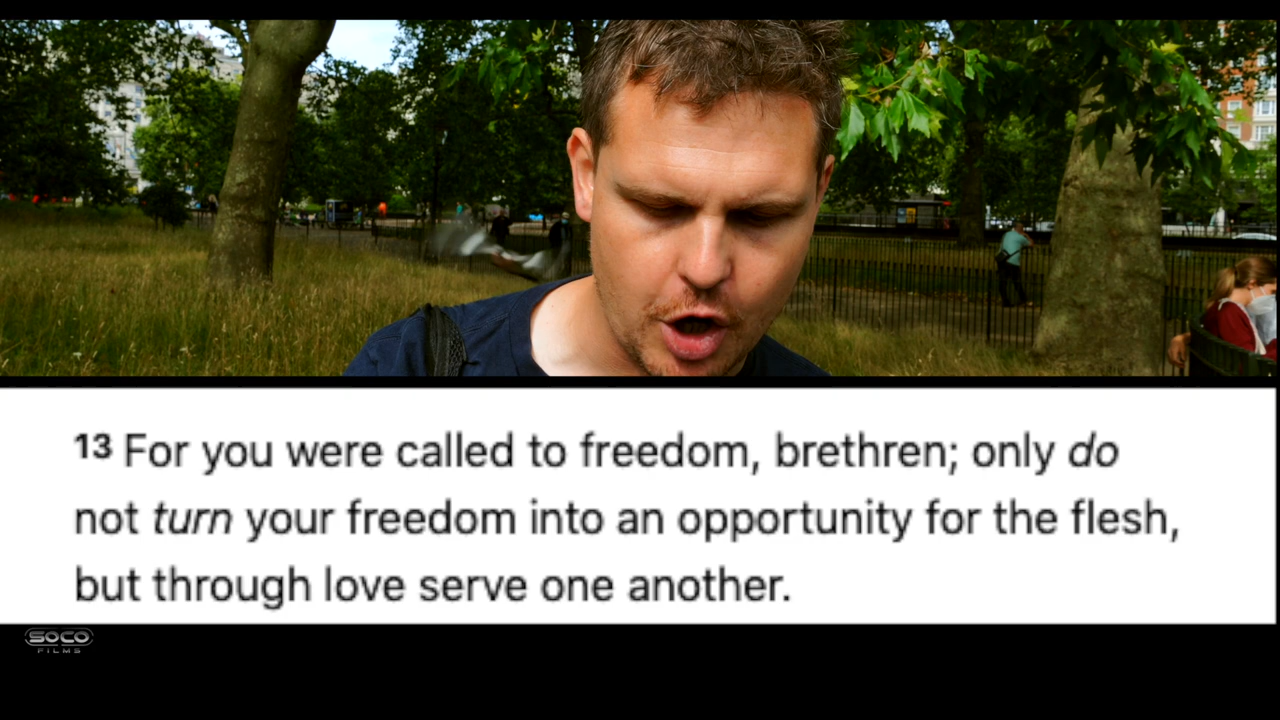 13 For you were called to freedom, brethren; only do
not turn your freedom into an opportunity for the flesh,
but through love serve one another.
SOCO
FILMS